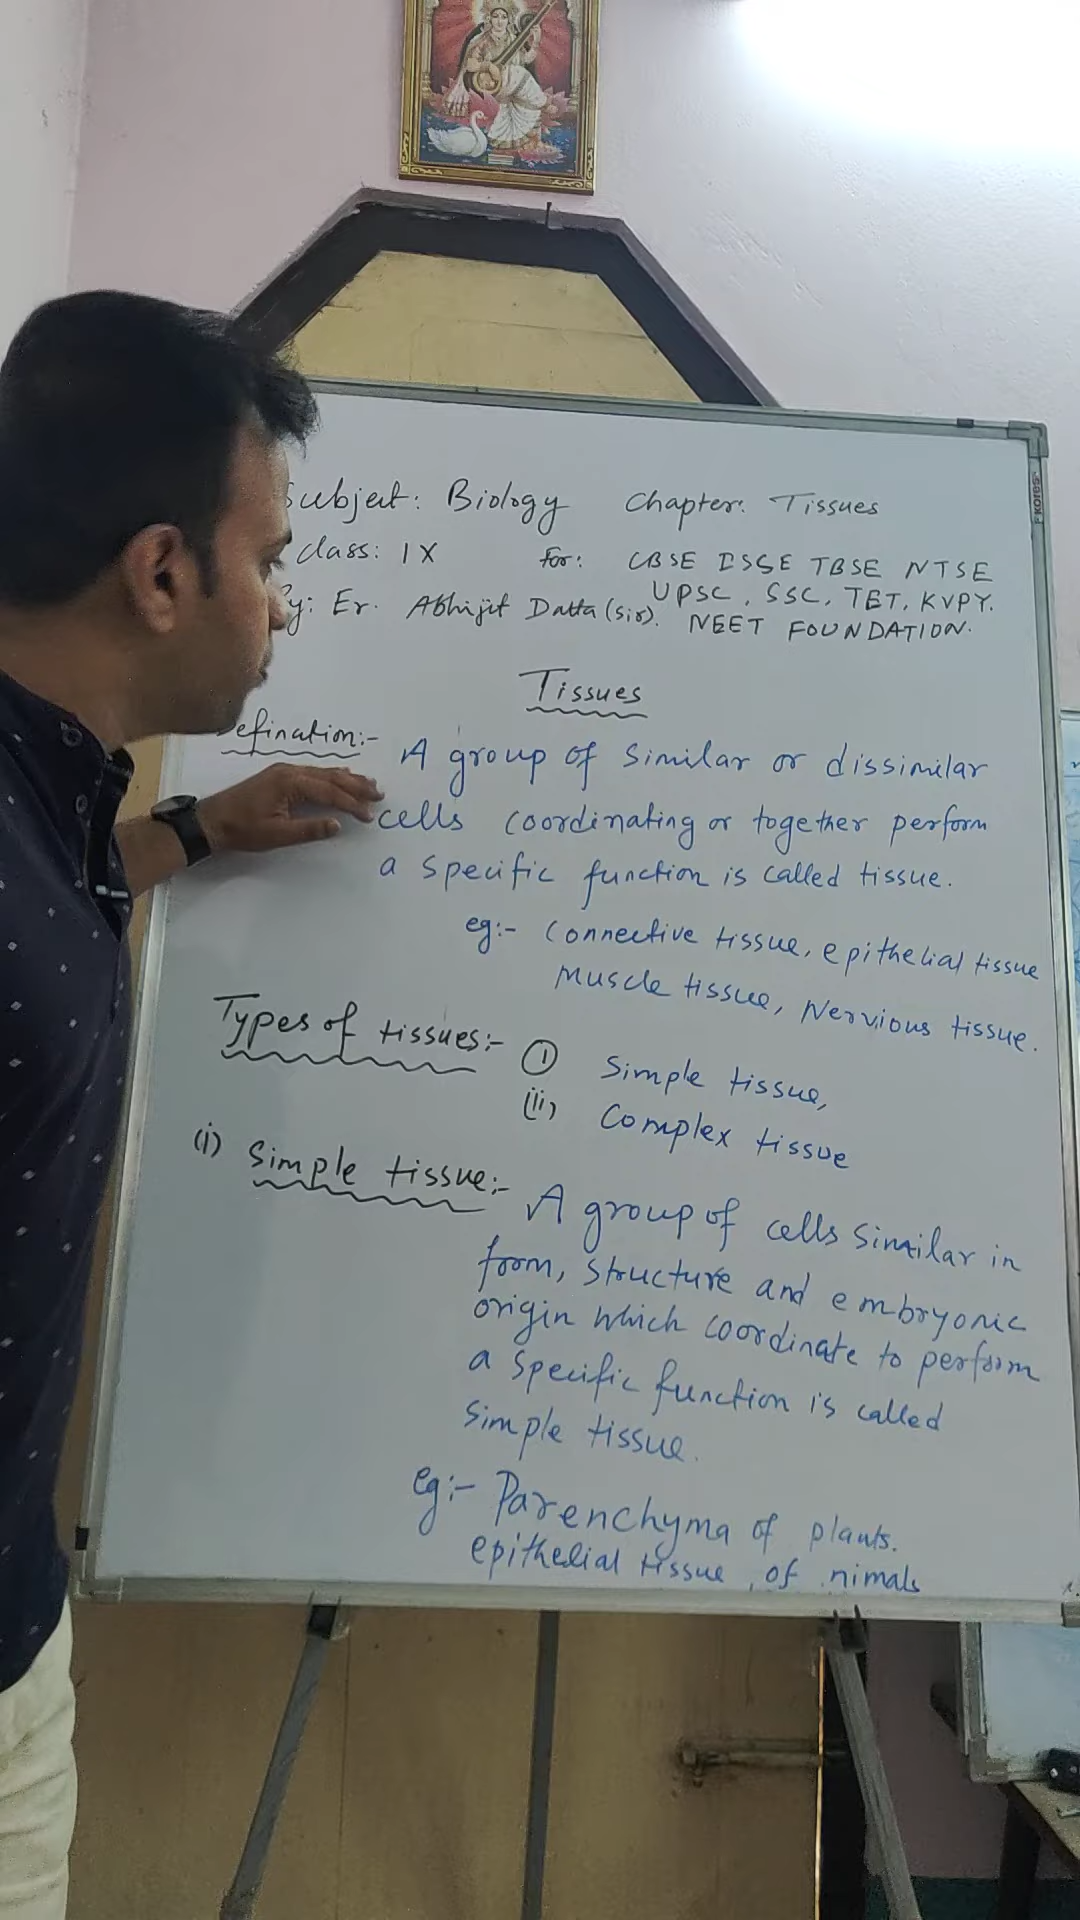 Subject: Biology Chapter: Tissues
Class: IX For: CBSE ISSE TBSE NTSE
By: Er. Abhijit Datta (Sir). UPSC, SSC, TET, KVPY.
NEET FOUNDATION.
Tissues
Defination:- A group of similar or dissimilar
cells coordinating or together perform
a specific function is called tissue.
eg:- Connective tissue, epithelial tissue
Muscle tissue, Nervious tissue.
Types of tissues:- (i) Simple tissue,
(ii) Complex tissue
(i) Simple tissue:- A group of cells similar in
form, structure and embryonic
origin which coordinate to perform
a specific function is called
simple tissue.
eg:- Parenchyma of plants.
epithelial tissue of nimals
Kores